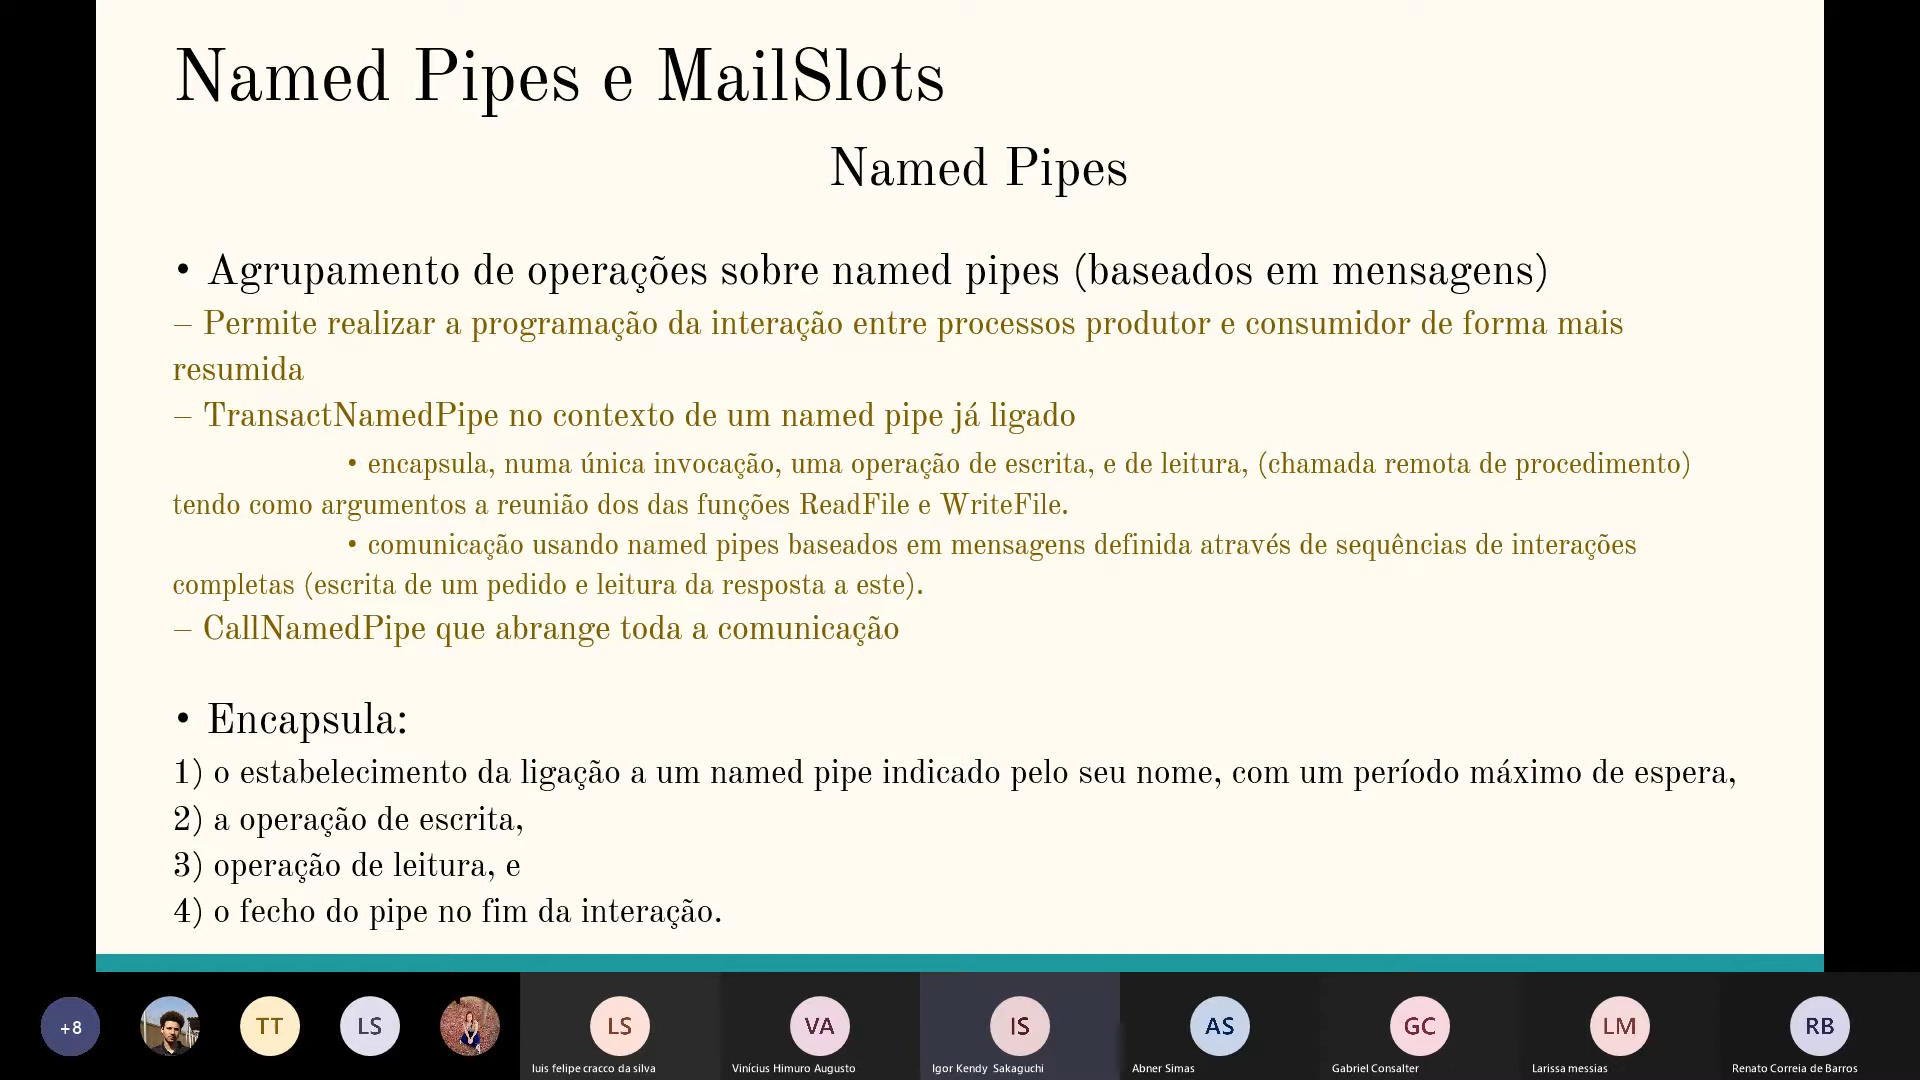 Named Pipes e MailSlots
Named Pipes
• Agrupamento de operações sobre named pipes (baseados em mensagens)
– Permite realizar a programação da interação entre processos produtor e consumidor de forma mais
resumida
– TransactNamedPipe no contexto de um named pipe já ligado
• encapsula, numa única invocação, uma operação de escrita, e de leitura, (chamada remota de procedimento)
tendo como argumentos a reunião dos das funções ReadFile e WriteFile.
• comunicação usando named pipes baseados em mensagens definida através de sequências de interações
completas (escrita de um pedido e leitura da resposta a este).
– CallNamedPipe que abrange toda a comunicação
• Encapsula:
1) o estabelecimento da ligação a um named pipe indicado pelo seu nome, com um período máximo de espera,
2) a operação de escrita,
3) operação de leitura, e
4) o fecho do pipe no fim da interação.
+8 TT LS LS VA IS AS GC LM RB
luis felipe cracco da silva Vinícius Himuro Augusto Igor Kendy Sakaguchi Abner Simas Gabriel Consalter Larissa messias Renato Correia de Barros